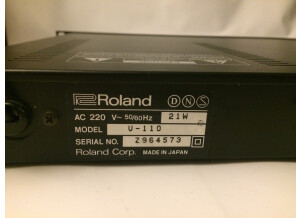 Roland
D N S
AC 220 V~ 50/60Hz 21W
MODEL U-110
SERIAL NO. Z964573
Roland Corp. MADE IN JAPAN